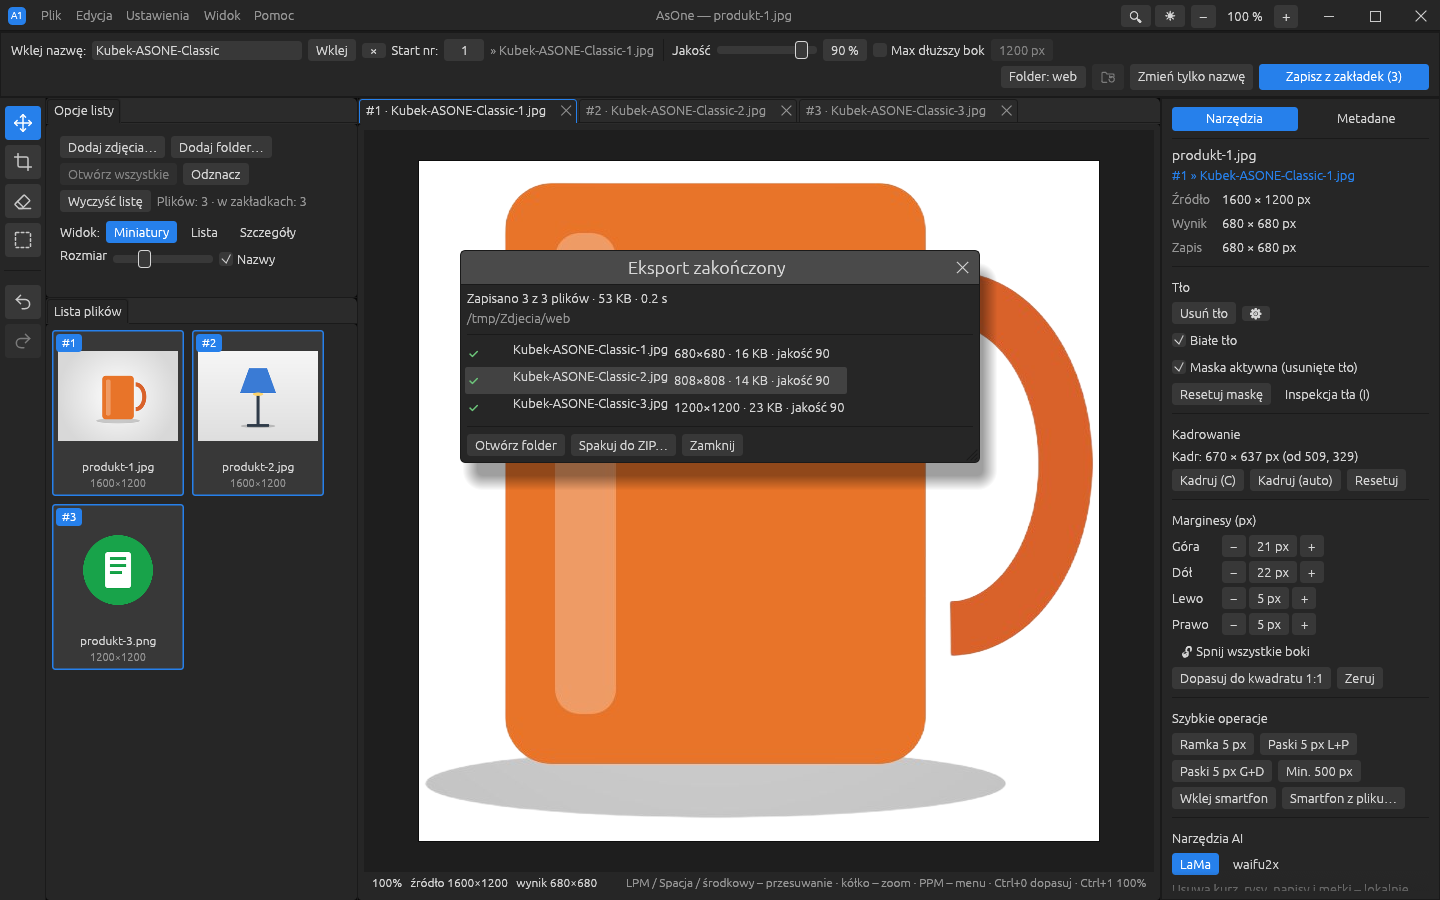 A1 Plik Edycja Ustawienia Widok Pomoc AsOne — produkt-1.jpg − 100 % +
Wklej nazwę: Kubek-ASONE-Classic Wklej × Start nr: 1 » Kubek-ASONE-Classic-1.jpg Jakość 90 % Max dłuższy bok 1200 px
Folder: web Zmień tylko nazwę Zapisz z zakładek (3)
Opcje listy
Dodaj zdjęcia… Dodaj folder…
Otwórz wszystkie Odznacz
Wyczyść listę Plików: 3 · w zakładkach: 3
Widok: Miniatury Lista Szczegóły
Rozmiar Nazwy
Lista plików
#1 #2
produkt-1.jpg produkt-2.jpg
1600×1200 1600×1200
#3
produkt-3.png
1200×1200
#1 · Kubek-ASONE-Classic-1.jpg #2 · Kubek-ASONE-Classic-2.jpg #3 · Kubek-ASONE-Classic-3.jpg
Eksport zakończony
Zapisano 3 z 3 plików · 53 KB · 0.2 s
/tmp/Zdjecia/web
Kubek-ASONE-Classic-1.jpg 680×680 · 16 KB · jakość 90
Kubek-ASONE-Classic-2.jpg 808×808 · 14 KB · jakość 90
Kubek-ASONE-Classic-3.jpg 1200×1200 · 23 KB · jakość 90
Otwórz folder Spakuj do ZIP… Zamknij
100% źródło 1600×1200 wynik 680×680 LPM / Spacja / środkowy – przesuwanie · kółko – zoom · PPM – menu · Ctrl+0 dopasuj · Ctrl+1 100%
Narzędzia Metadane
produkt-1.jpg
#1 » Kubek-ASONE-Classic-1.jpg
Źródło 1600 × 1200 px
Wynik 680 × 680 px
Zapis 680 × 680 px
Tło
Usuń tło
Białe tło
Maska aktywna (usunięte tło)
Resetuj maskę Inspekcja tła (I)
Kadrowanie
Kadr: 670 × 637 px (od 509, 329)
Kadruj (C) Kadruj (auto) Resetuj
Marginesy (px)
Góra − 21 px +
Dół − 22 px +
Lewo − 5 px +
Prawo − 5 px +
Spnij wszystkie boki
Dopasuj do kwadratu 1:1 Zeruj
Szybkie operacje
Ramka 5 px Paski 5 px L+P
Paski 5 px G+D Min. 500 px
Wklej smartfon Smartfon z pliku…
Narzędzia AI
LaMa waifu2x
Usuwa kurz, rysy, napisy i metki – lokalnie